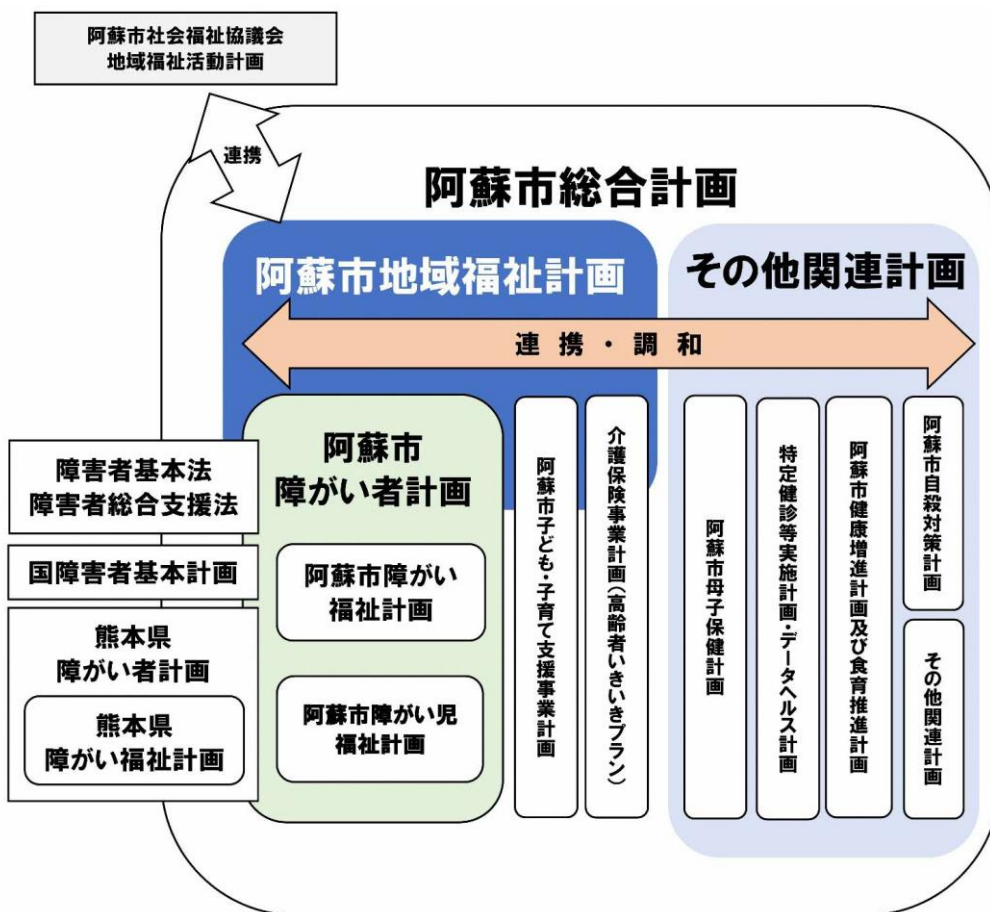 阿蘇市社会福祉協議会
地域福祉活動計画
連携
阿蘇市総合計画
阿蘇市地域福祉計画
その他関連計画
連携・調和
障害者基本法
障害者総合支援法
国障害者基本計画
熊本県
障がい者計画
熊本県
障がい福祉計画
阿蘇市
障がい者計画
阿蘇市障がい
福祉計画
阿蘇市障がい児
福祉計画
阿蘇市子ども・子育て支援事業計画
介護保険事業計画(高齢者いきいきプラン)
阿蘇市母子保健計画
特定健診等実施計画・データヘルス計画
阿蘇市健康増進計画及び食育推進計画
阿蘇市自殺対策計画
その他関連計画